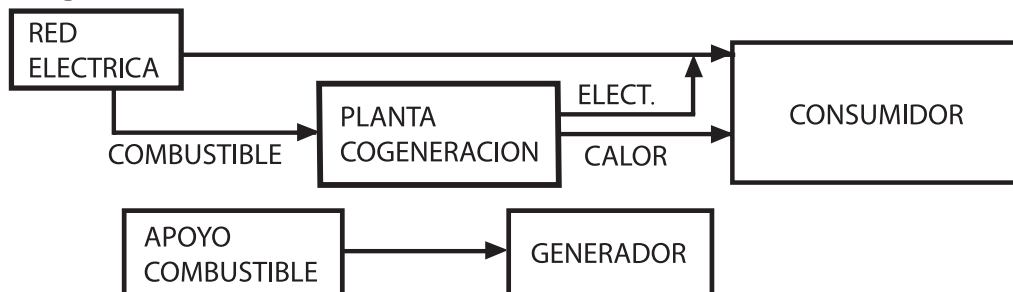 RED
ELECTRICA
ELECT.
PLANTA
COGENERACION
CONSUMIDOR
COMBUSTIBLE
CALOR
APOYO
COMBUSTIBLE
GENERADOR